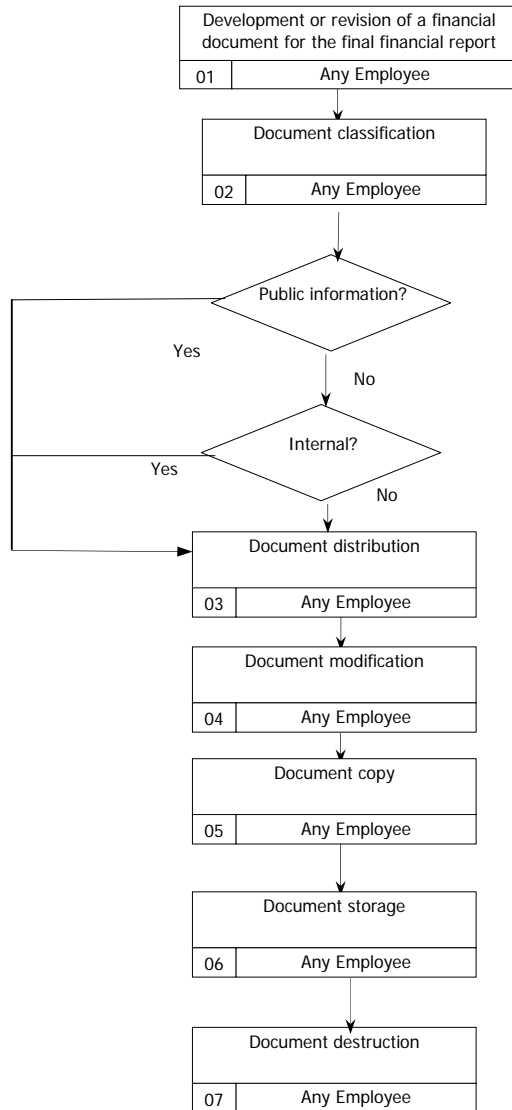 Development or revision of a financial
document for the final financial report
01 Any Employee
Document classification
02 Any Employee
Public information?
Yes
No
Internal?
Yes
No
Document distribution
03 Any Employee
Document modification
04 Any Employee
Document copy
05 Any Employee
Document storage
06 Any Employee
Document destruction
07 Any Employee